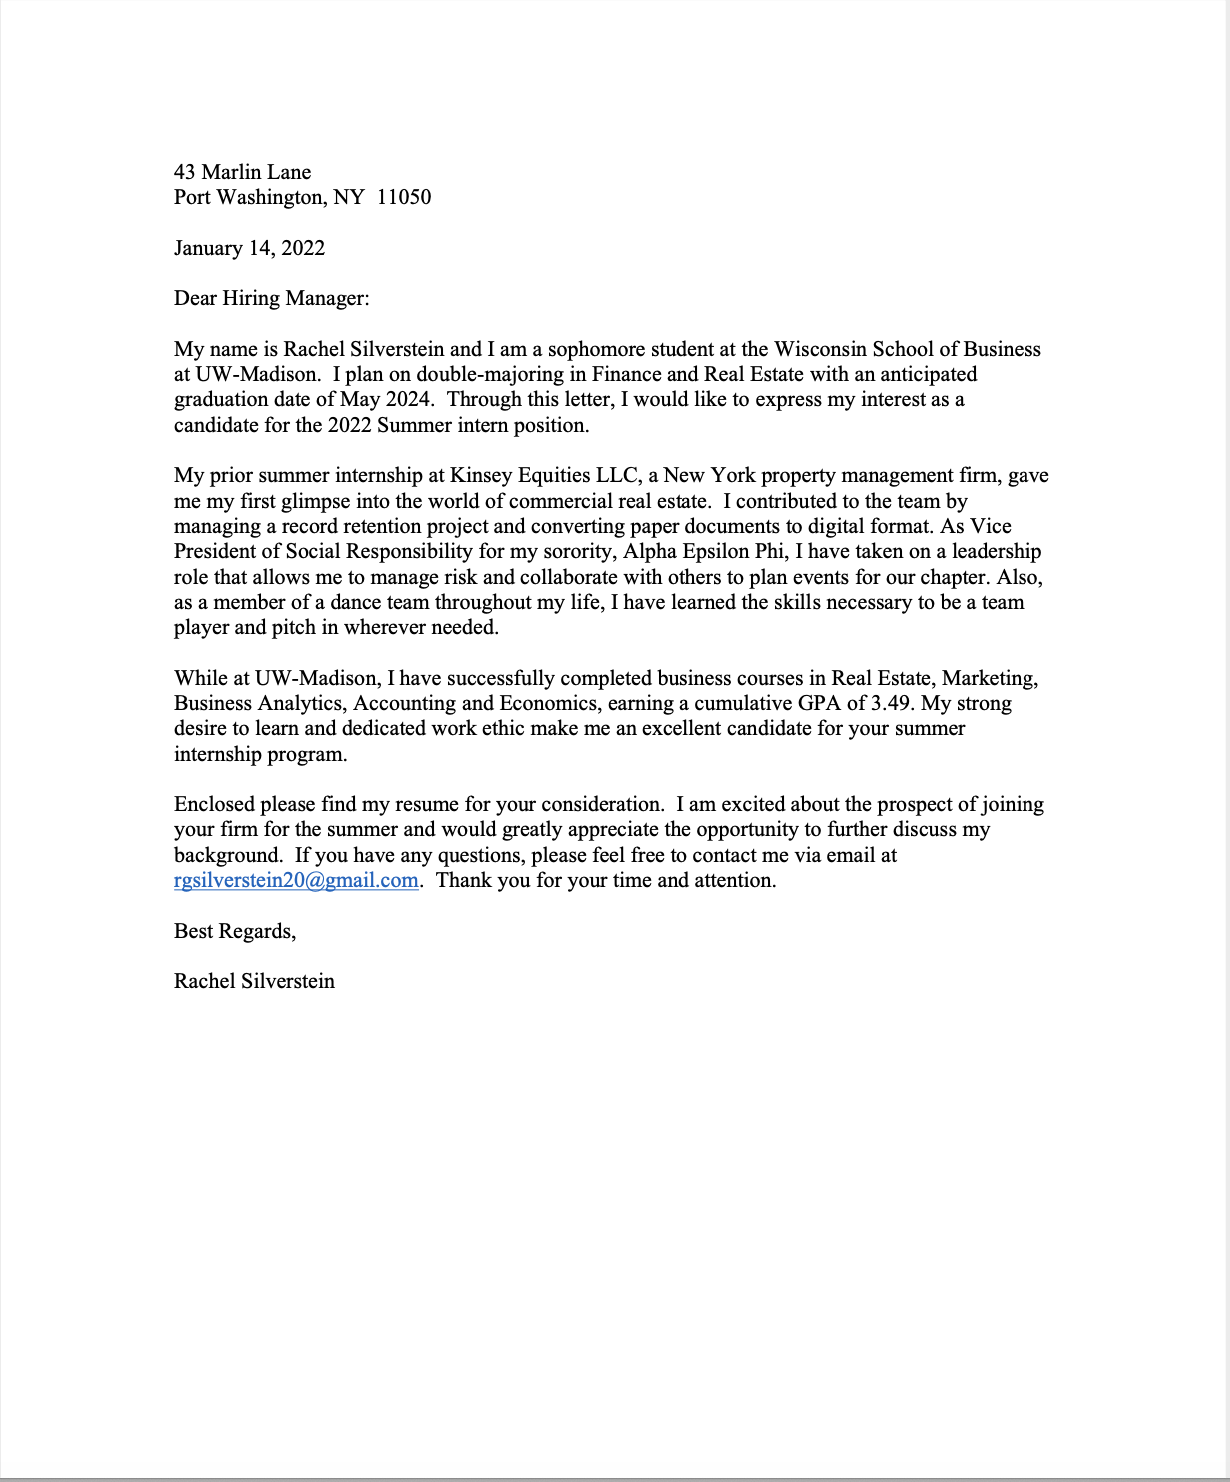 43 Marlin Lane
Port Washington, NY  11050
January 14, 2022
Dear Hiring Manager:
My name is Rachel Silverstein and I am a sophomore student at the Wisconsin School of Business
at UW-Madison.  I plan on double-majoring in Finance and Real Estate with an anticipated
graduation date of May 2024.  Through this letter, I would like to express my interest as a
candidate for the 2022 Summer intern position.
My prior summer internship at Kinsey Equities LLC, a New York property management firm, gave
me my first glimpse into the world of commercial real estate.  I contributed to the team by
managing a record retention project and converting paper documents to digital format. As Vice
President of Social Responsibility for my sorority, Alpha Epsilon Phi, I have taken on a leadership
role that allows me to manage risk and collaborate with others to plan events for our chapter. Also,
as a member of a dance team throughout my life, I have learned the skills necessary to be a team
player and pitch in wherever needed.
While at UW-Madison, I have successfully completed business courses in Real Estate, Marketing,
Business Analytics, Accounting and Economics, earning a cumulative GPA of 3.49. My strong
desire to learn and dedicated work ethic make me an excellent candidate for your summer
internship program.
Enclosed please find my resume for your consideration.  I am excited about the prospect of joining
your firm for the summer and would greatly appreciate the opportunity to further discuss my
background.  If you have any questions, please feel free to contact me via email at
rgsilverstein20@gmail.com.  Thank you for your time and attention.
Best Regards,
Rachel Silverstein